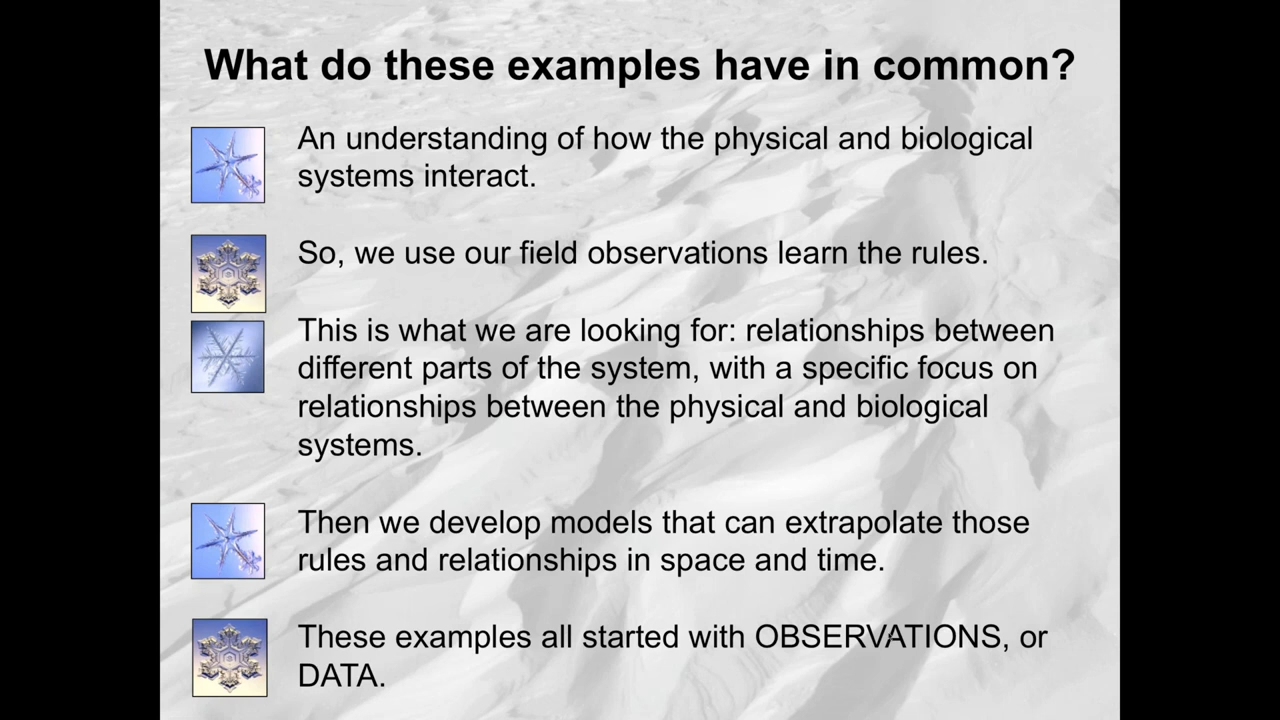 What do these examples have in common?
An understanding of how the physical and biological
systems interact.
So, we use our field observations learn the rules.
This is what we are looking for: relationships between
different parts of the system, with a specific focus on
relationships between the physical and biological
systems.
Then we develop models that can extrapolate those
rules and relationships in space and time.
These examples all started with OBSERVATIONS, or
DATA.